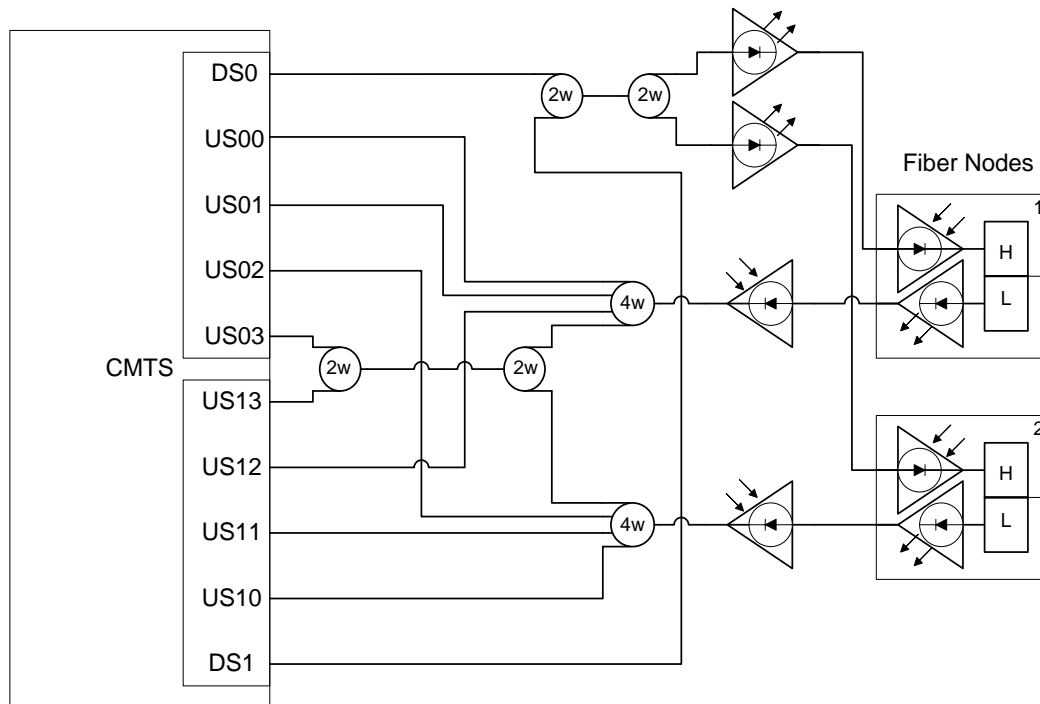 DS0
2w
2w
US00
Fiber Nodes
US01
1
H
US02
4w
L
US03
CMTS
2w
2w
US13
2
US12
H
US11
4w
L
US10
DS1